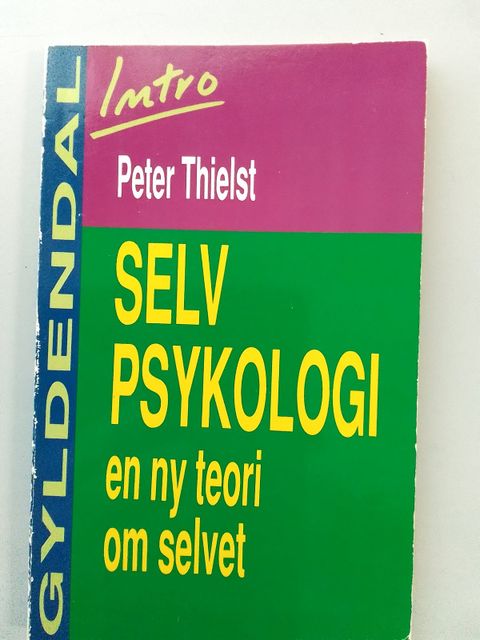 GYLDENDAL
Intro
Peter Thielst
SELV
PSYKOLOGI
en ny teori
om selvet